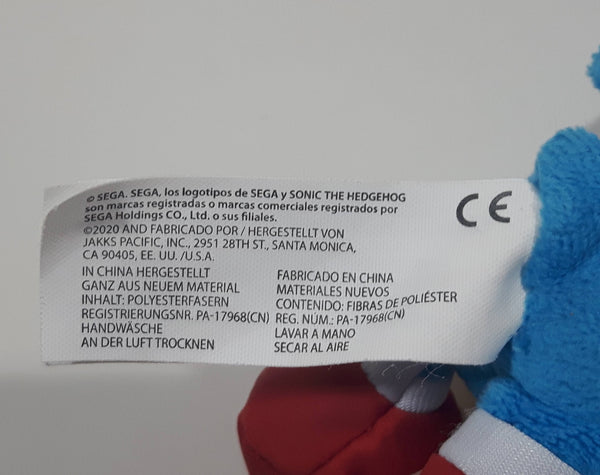 © SEGA. SEGA, los logotipos de SEGA y SONIC THE HEDGEHOG
son marcas registradas o marcas comerciales registrados por
SEGA Holdings CO., Ltd. o sus filiales.
©2020 AND FABRICADO POR / HERGESTELLT VON
JAKKS PACIFIC, INC., 2951 28TH ST., SANTA MONICA,
CA 90405, EE. UU. /U.S.A.
IN CHINA HERGESTELLT
GANZ AUS NEUEM MATERIAL
INHALT: POLYESTERFASERN
REGISTRIERUNGSNR. PA-17968(CN)
HANDWÄSCHE
AN DER LUFT TROCKNEN
FABRICADO EN CHINA
MATERIALES NUEVOS
CONTENIDO: FIBRAS DE POLIÉSTER
REG. NÚM.: PA-17968(CN)
LAVAR A MANO
SECAR AL AIRE
CE